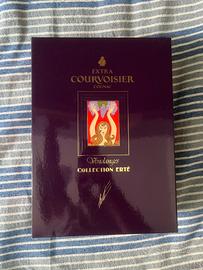 EXTRA
COURVOISIER
COGNAC
Vendanges
COLLECTION ERTÉ